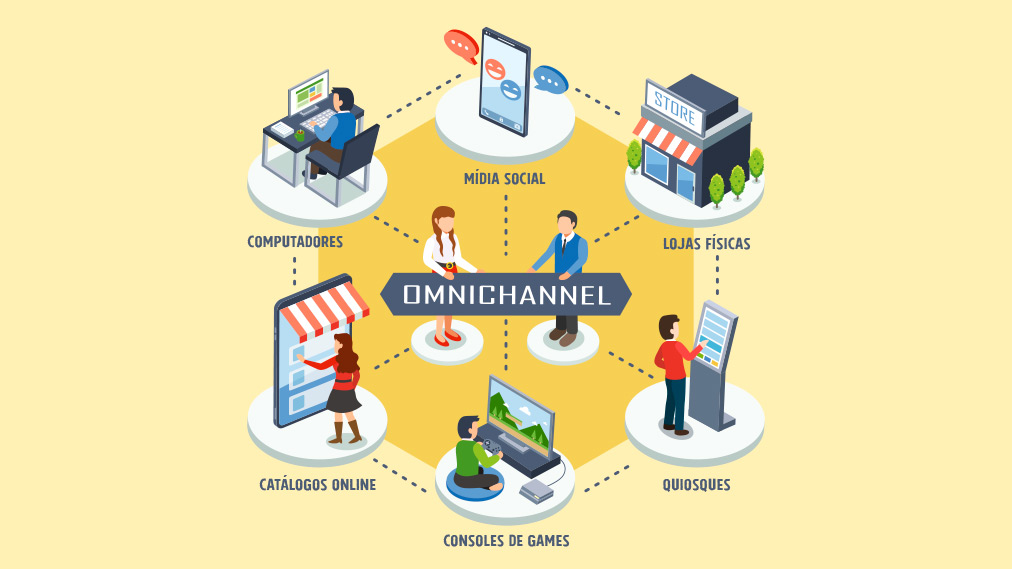 STORE
MÍDIA SOCIAL
COMPUTADORES
LOJAS FÍSICAS
OMNICHANNEL
CATÁLOGOS ONLINE
QUIOSQUES
CONSOLES DE GAMES